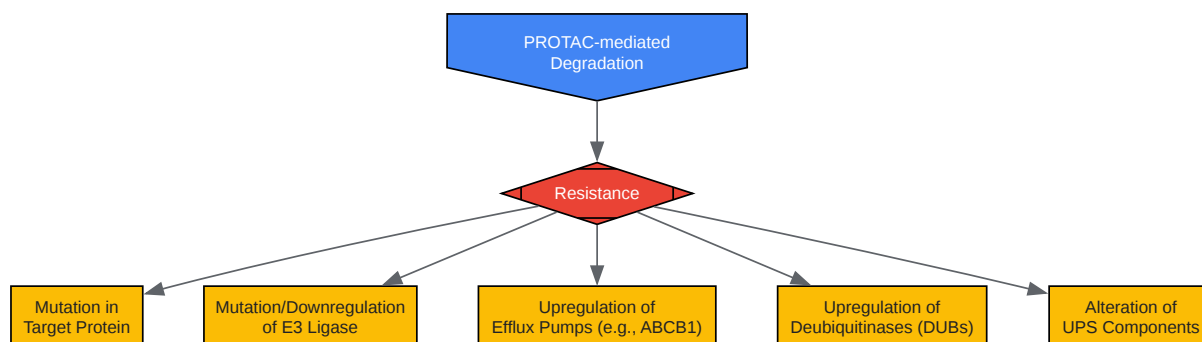 PROTAC-mediated
Degradation
Resistance
Mutation in
Target Protein
Mutation/Downregulation
of E3 Ligase
Upregulation of
Efflux Pumps (e.g., ABCB1)
Upregulation of
Deubiquitinases (DUBs)
Alteration of
UPS Components